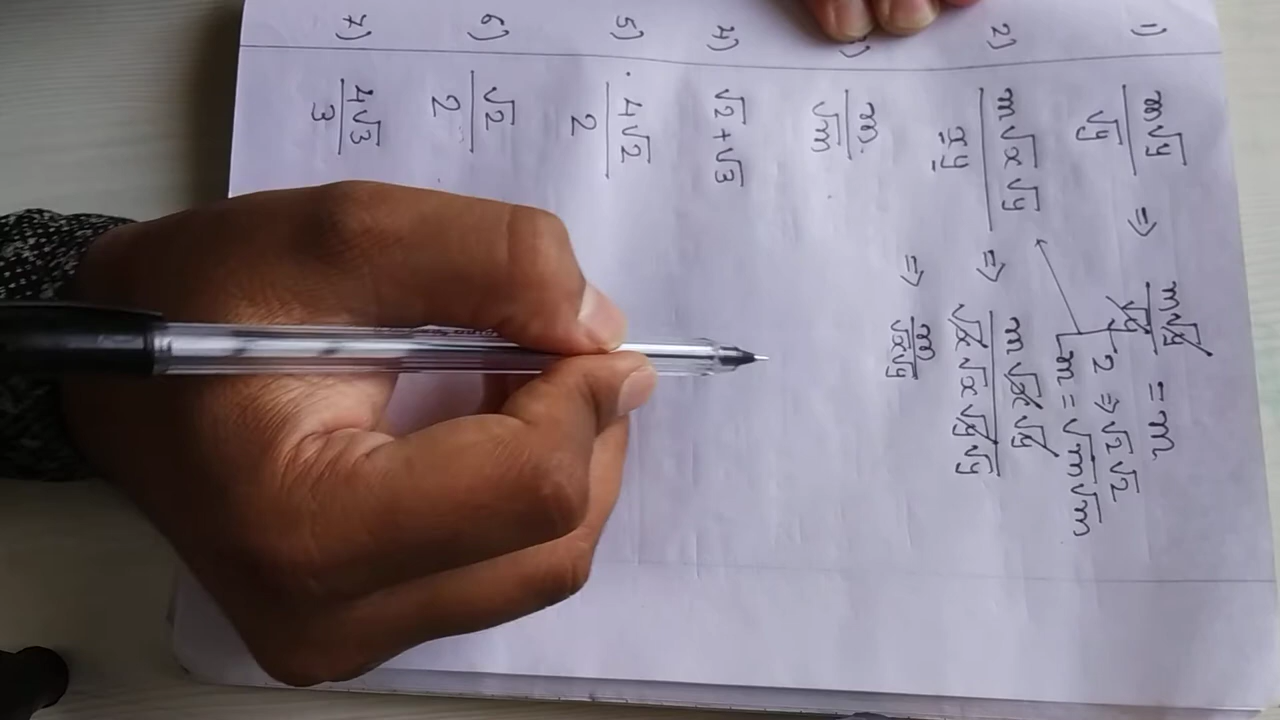 1) m√y/√y ⇒ m√y/√y = m
2 ⇒ √2 √2
m = √m √m
2) m√x√y/xy ⇒ m√x√y/√x√x√y√y
⇒ m/√x√y
3) m/√m
4) √2 + √3
5) 4√2/2
6) √2/2
7) 4√3/3